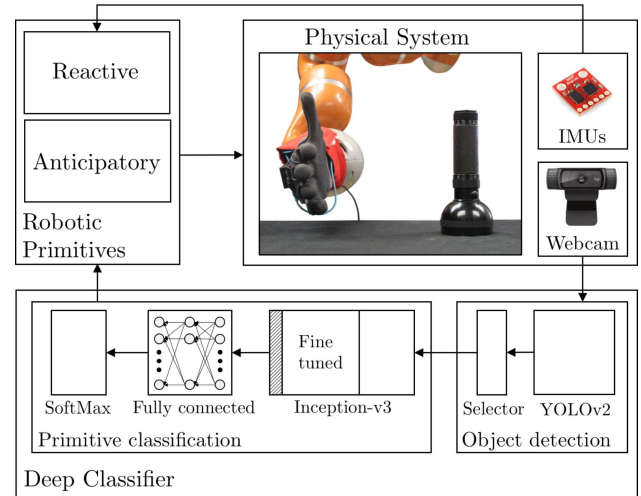 Physical System
Reactive
Anticipatory
Robotic
Primitives
IMUs
Webcam
Fine
tuned
SoftMax
Fully connected
Inception-v3
Selector
YOLOv2
Primitive classification
Object detection
Deep Classifier